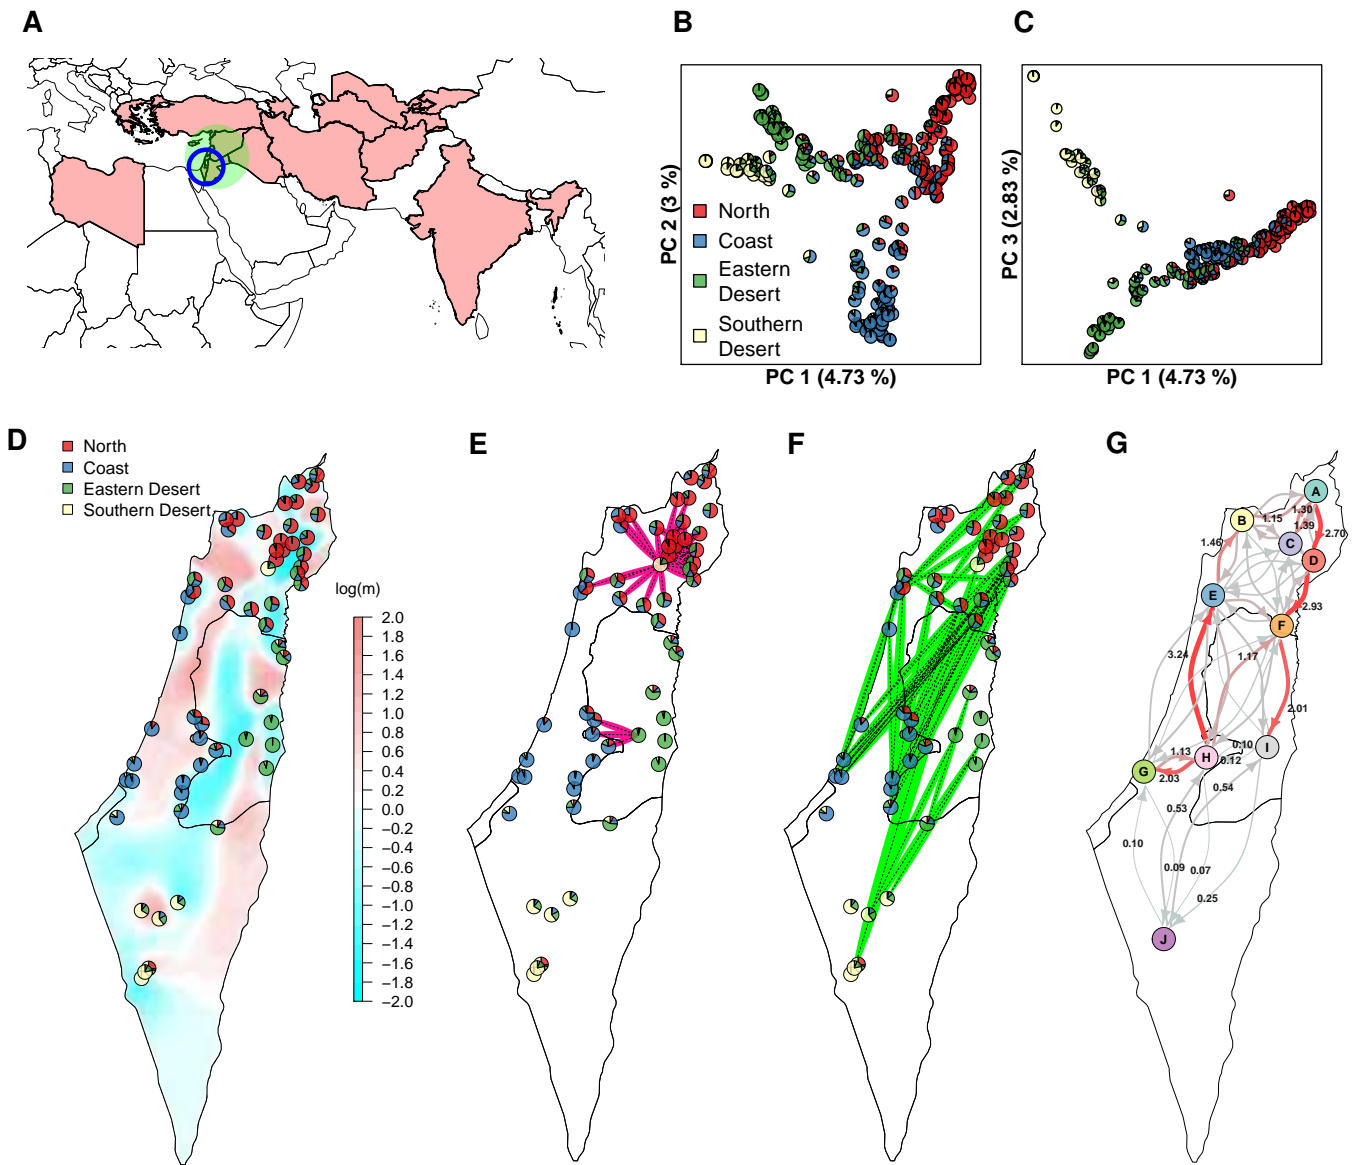 A
B
C
PC 2 (3 %)
North
Coast
Eastern
Desert
Southern
Desert
PC 1 (4.73 %)
PC 3 (2.83 %)
PC 1 (4.73 %)
D
North
Coast
Eastern Desert
Southern Desert
log(m)
2.0
1.8
1.6
1.4
1.2
1.0
0.8
0.6
0.4
0.2
0.0
−0.2
−0.4
−0.6
−0.8
−1.0
−1.2
−1.4
−1.6
−1.8
−2.0
E
F
G
A
B
1.15
1.30
1.39
2.70
C
1.46
D
E
2.93
F
3.24
1.17
2.01
0.10
I
1.13
H
0.12
G
2.03
0.54
0.53
0.10
0.09
0.07
0.25
J